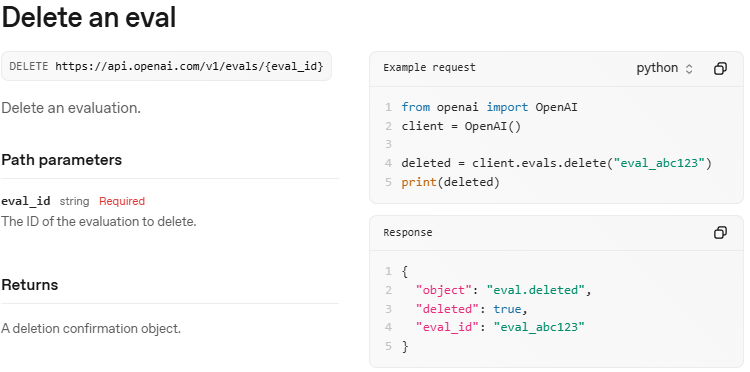 Delete an eval
DELETE https://api.openai.com/v1/evals/{eval_id}
Delete an evaluation.
Path parameters
eval_id string Required
The ID of the evaluation to delete.
Returns
A deletion confirmation object.
Example request python
1 from openai import OpenAI
2 client = OpenAI()
3
4 deleted = client.evals.delete("eval_abc123")
5 print(deleted)
Response
1 {
2   "object": "eval.deleted",
3   "deleted": true,
4   "eval_id": "eval_abc123"
5 }